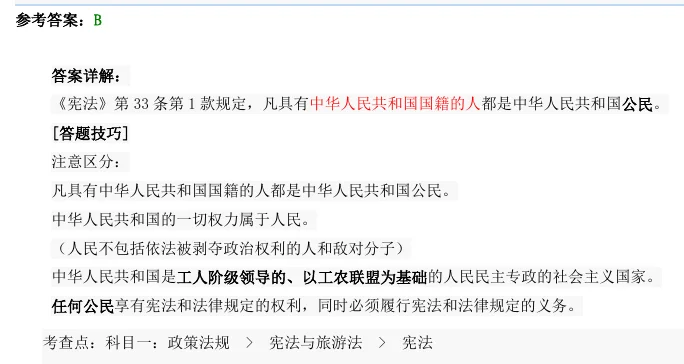 参考答案：B
答案详解：
《宪法》第 33 条第 1 款规定，凡具有中华人民共和国国籍的人都是中华人民共和国公民。
[答题技巧]
注意区分：
凡具有中华人民共和国国籍的人都是中华人民共和国公民。
中华人民共和国的一切权力属于人民。
（人民不包括依法被剥夺政治权利的人和敌对分子）
中华人民共和国是工人阶级领导的、以工农联盟为基础的人民民主专政的社会主义国家。
任何公民享有宪法和法律规定的权利，同时必须履行宪法和法律规定的义务。
考查点：科目一：政策法规 > 宪法与旅游法 > 宪法